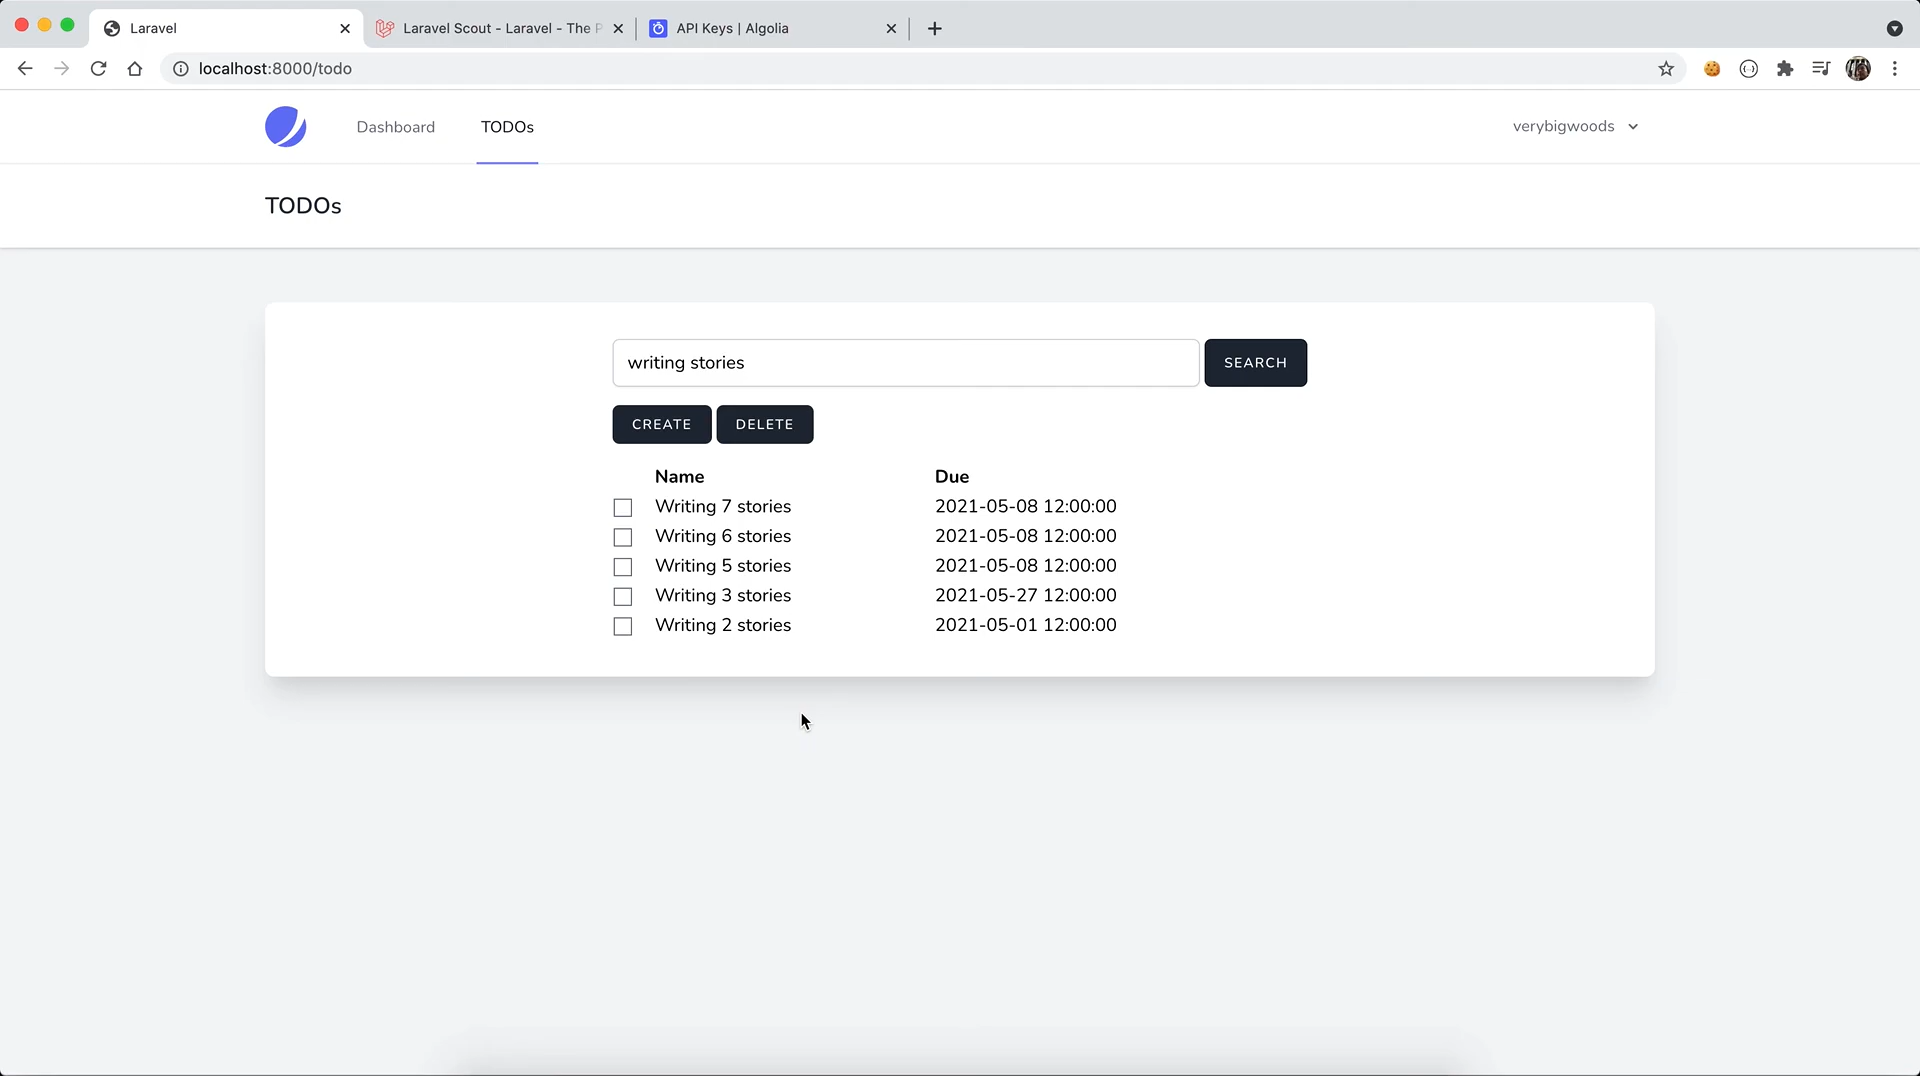 Laravel
Laravel Scout - Laravel - The P
API Keys | Algolia
localhost:8000/todo
Dashboard
TODOs
verybigwoods
TODOs
writing stories
SEARCH
CREATE
DELETE
Name Due
Writing 7 stories 2021-05-08 12:00:00
Writing 6 stories 2021-05-08 12:00:00
Writing 5 stories 2021-05-08 12:00:00
Writing 3 stories 2021-05-27 12:00:00
Writing 2 stories 2021-05-01 12:00:00